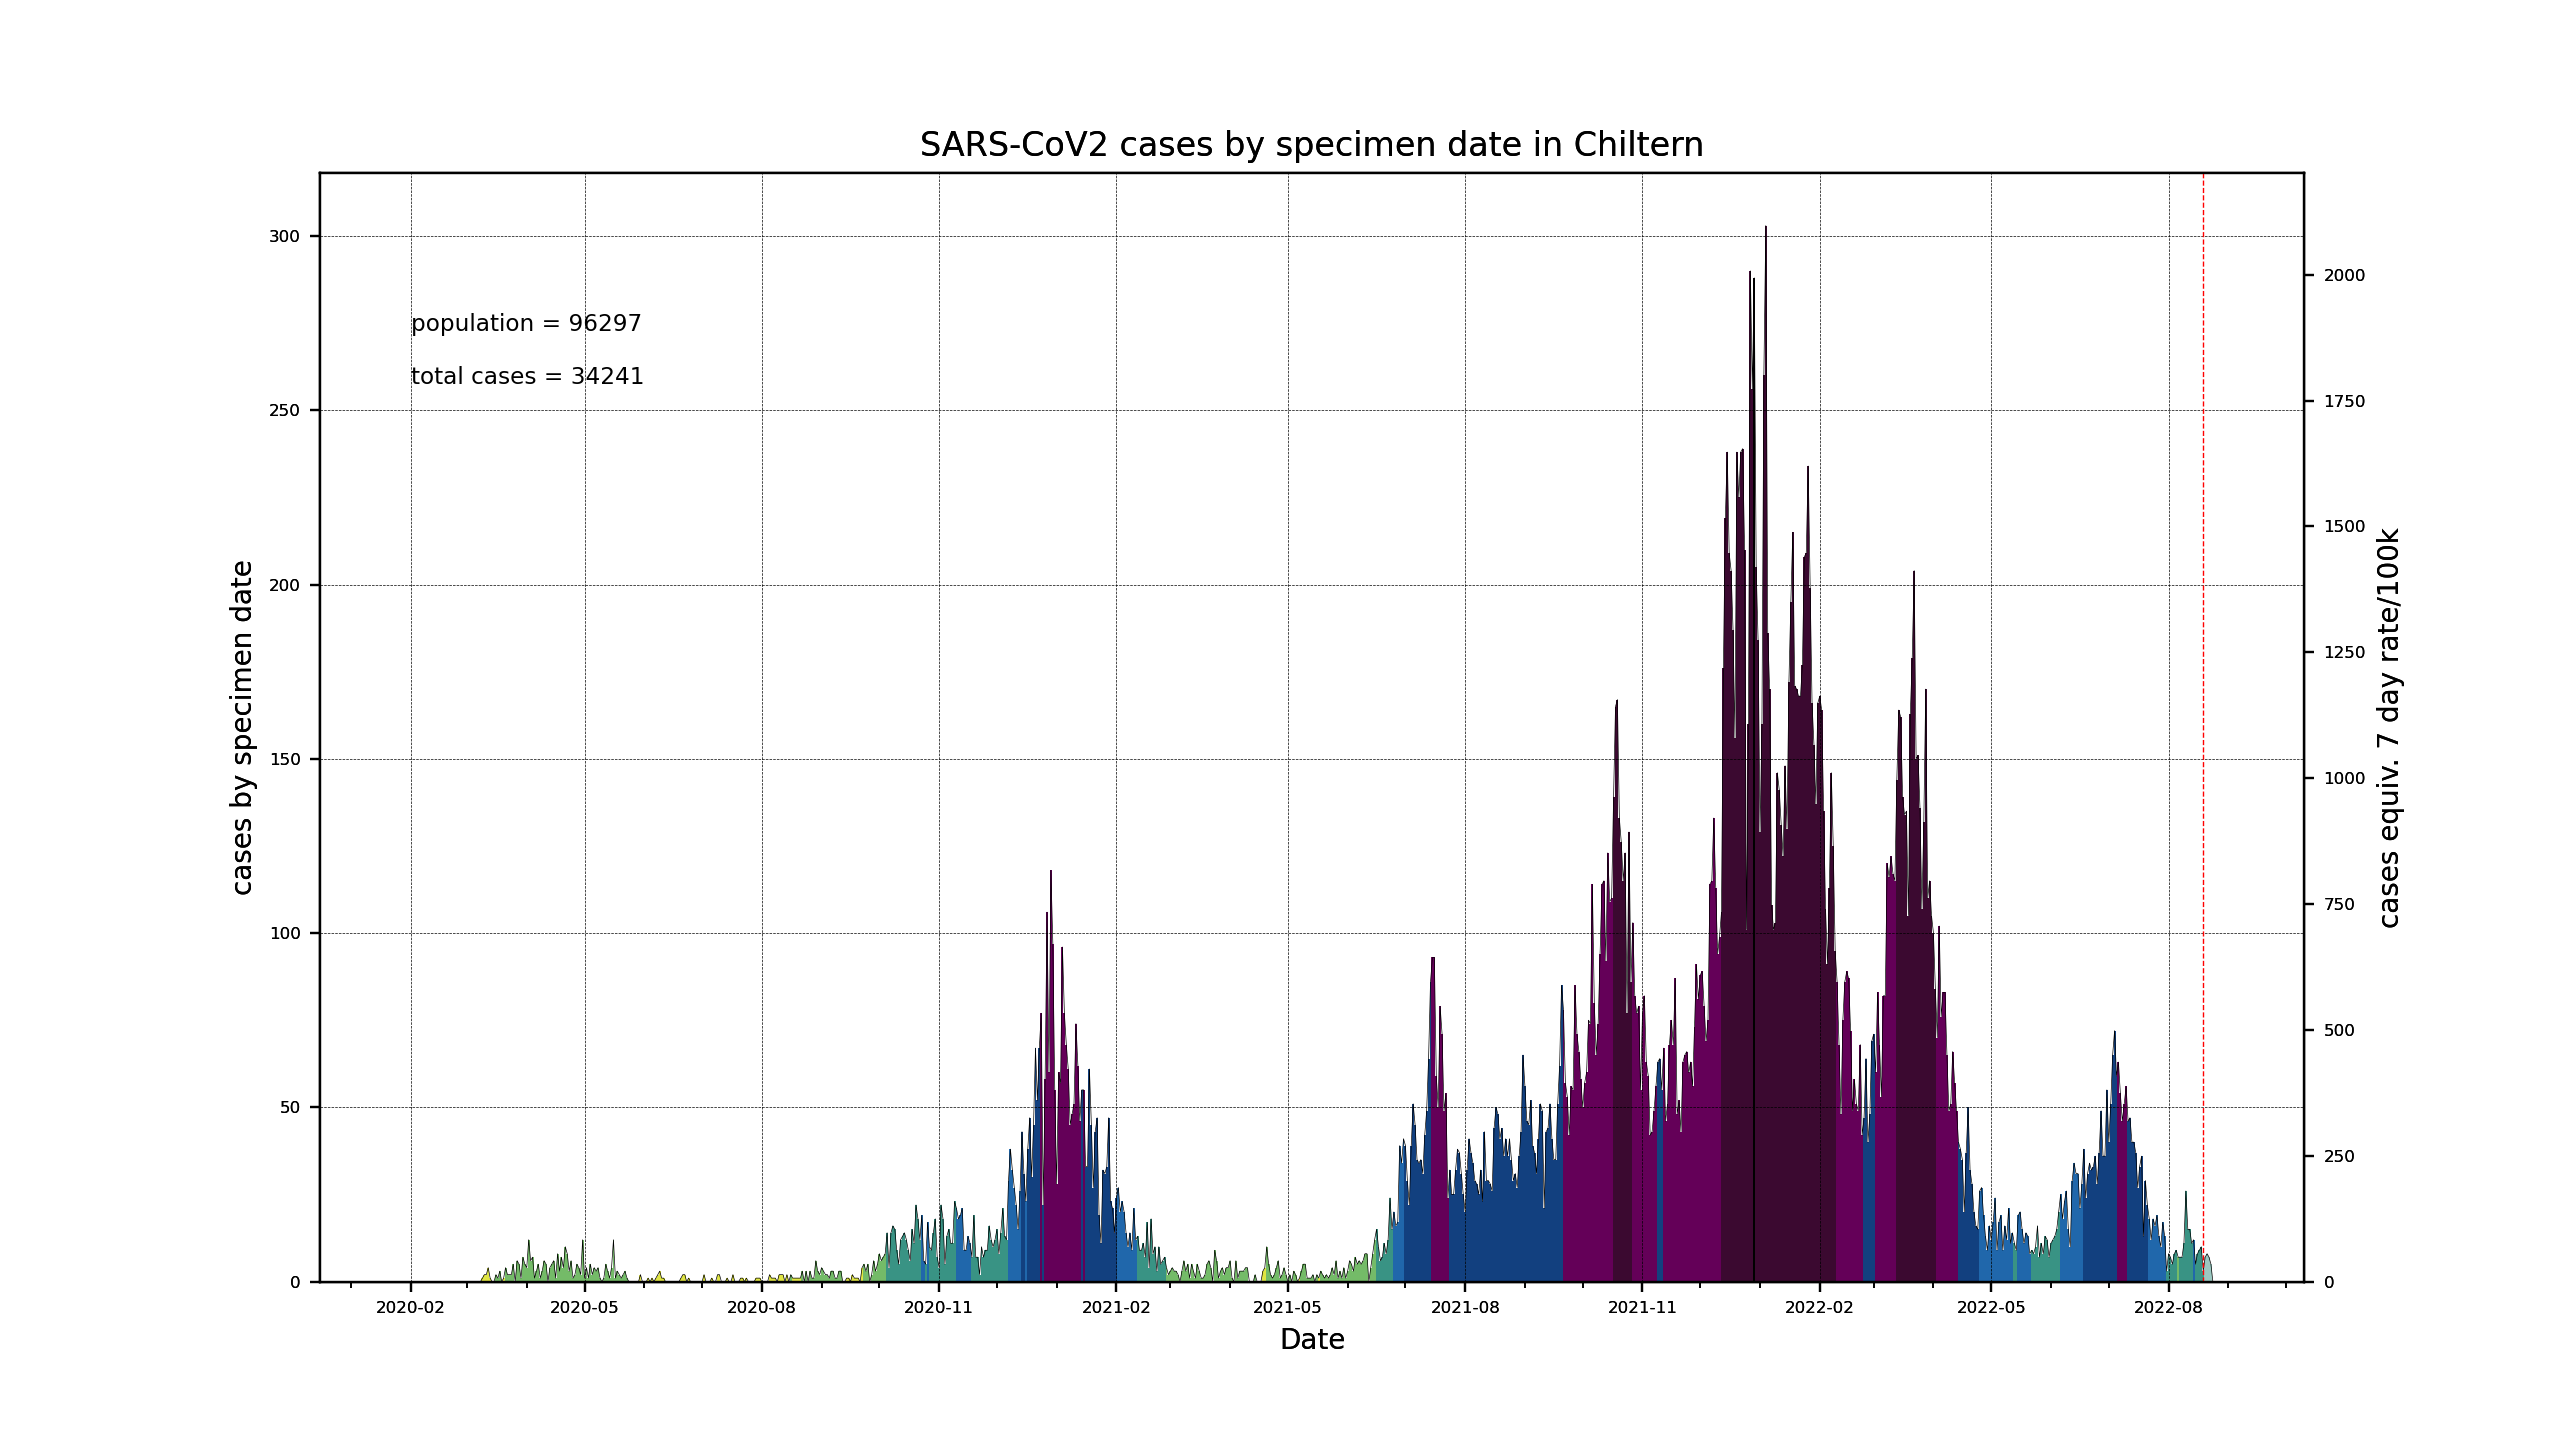 SARS-CoV2 cases by specimen date in Chiltern
population = 96297
total cases = 34241
cases by specimen date
300
250
200
150
100
50
0
2000
1750
1500
1250
1000
750
500
250
0
cases equiv. 7 day rate/100k
2020-02 2020-05 2020-08 2020-11 2021-02 2021-05 2021-08 2021-11 2022-02 2022-05 2022-08
Date